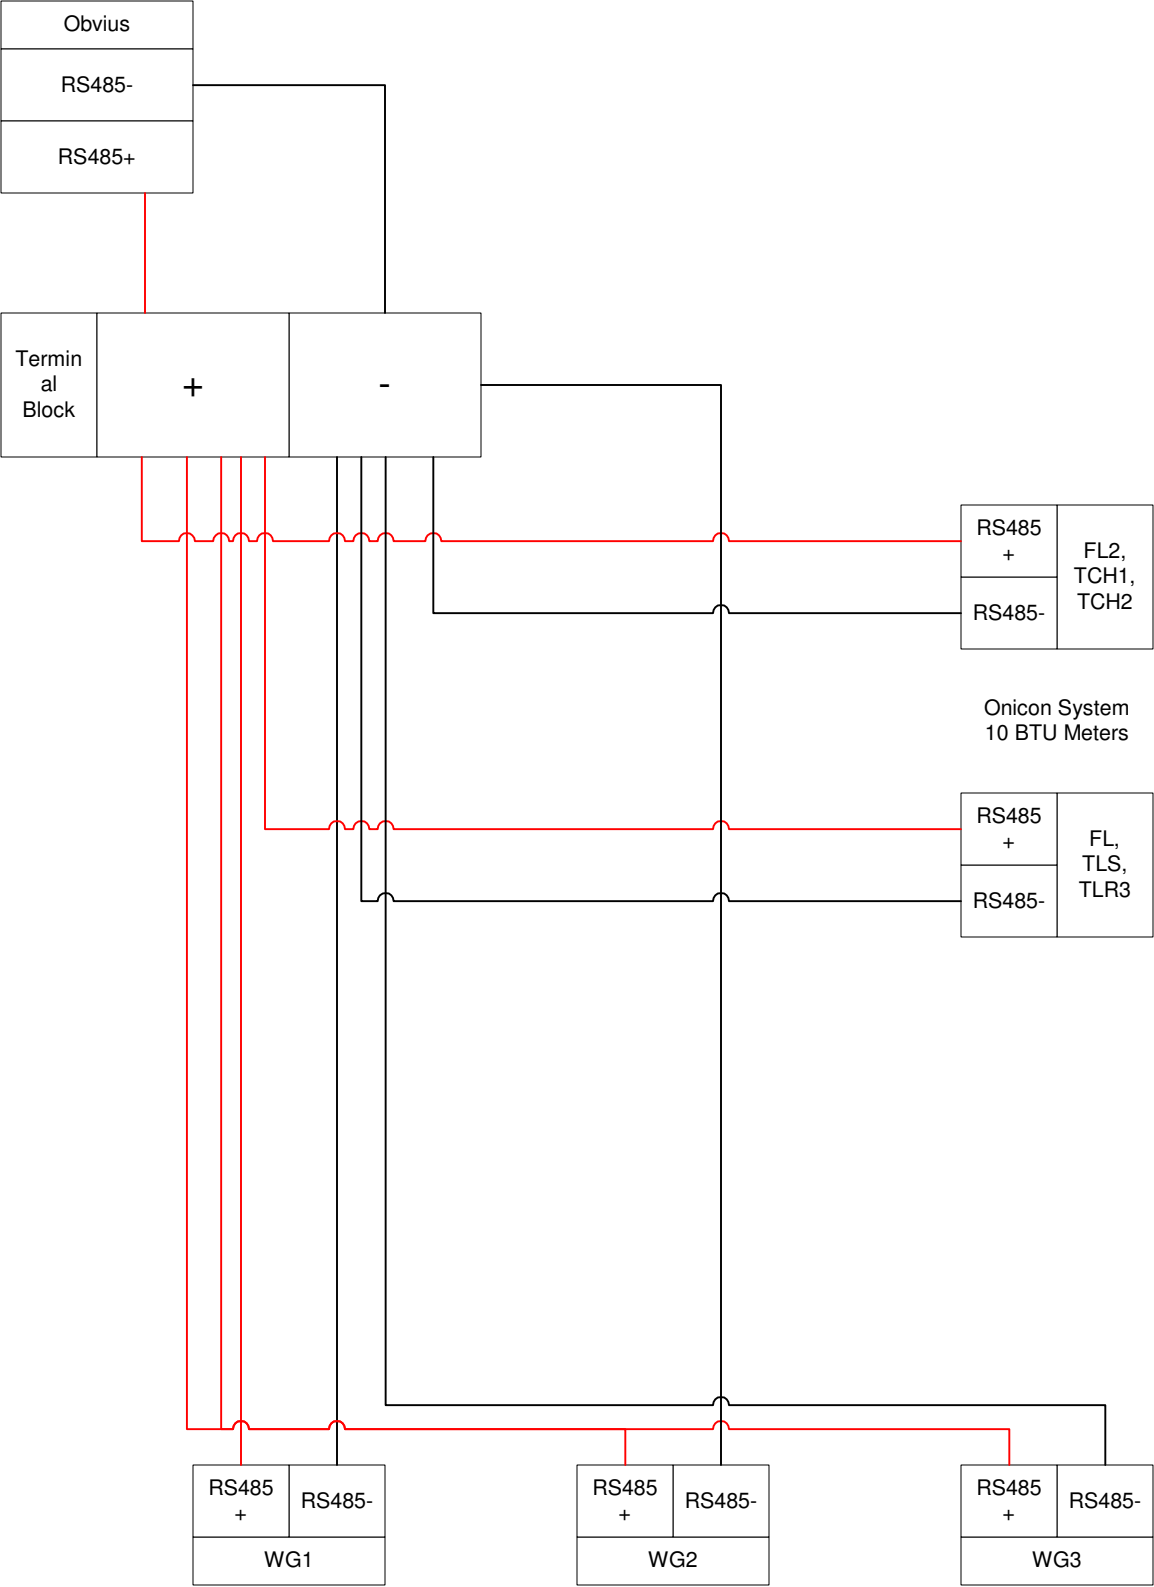 Obvius
RS485-
RS485+
Termin
al
Block
+
-
RS485
+
RS485-
FL2,
TCH1,
TCH2
Onicon System
10 BTU Meters
RS485
+
RS485-
FL,
TLS,
TLR3
RS485
+
RS485-
WG1
RS485
+
RS485-
WG2
RS485
+
RS485-
WG3